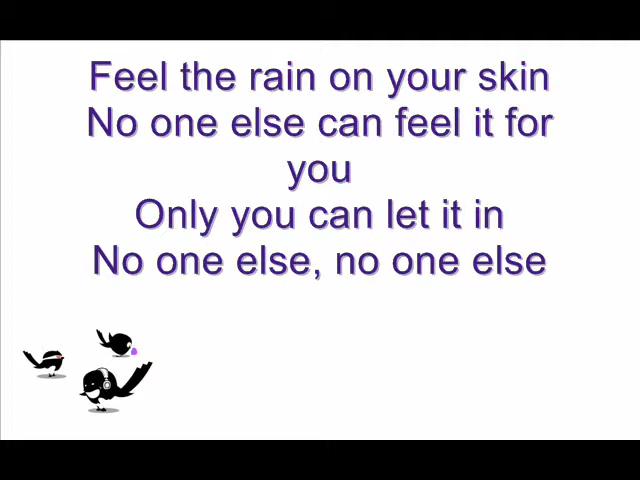 Feel the rain on your skin
No one else can feel it for
you
Only you can let it in
No one else, no one else